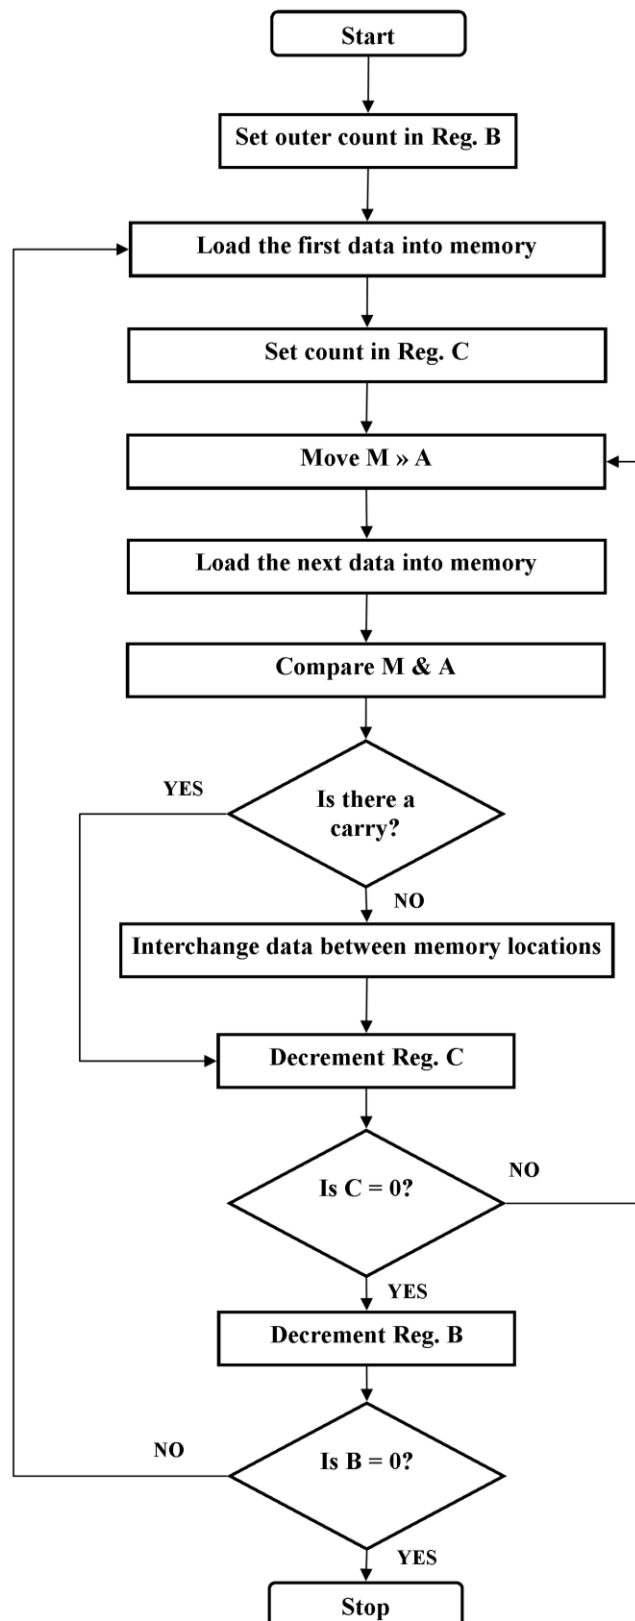 Start
Set outer count in Reg. B
Load the first data into memory
Set count in Reg. C
Move M » A
Load the next data into memory
Compare M & A
YES
Is there a
carry?
NO
Interchange data between memory locations
Decrement Reg. C
Is C = 0?
NO
YES
Decrement Reg. B
NO
Is B = 0?
YES
Stop